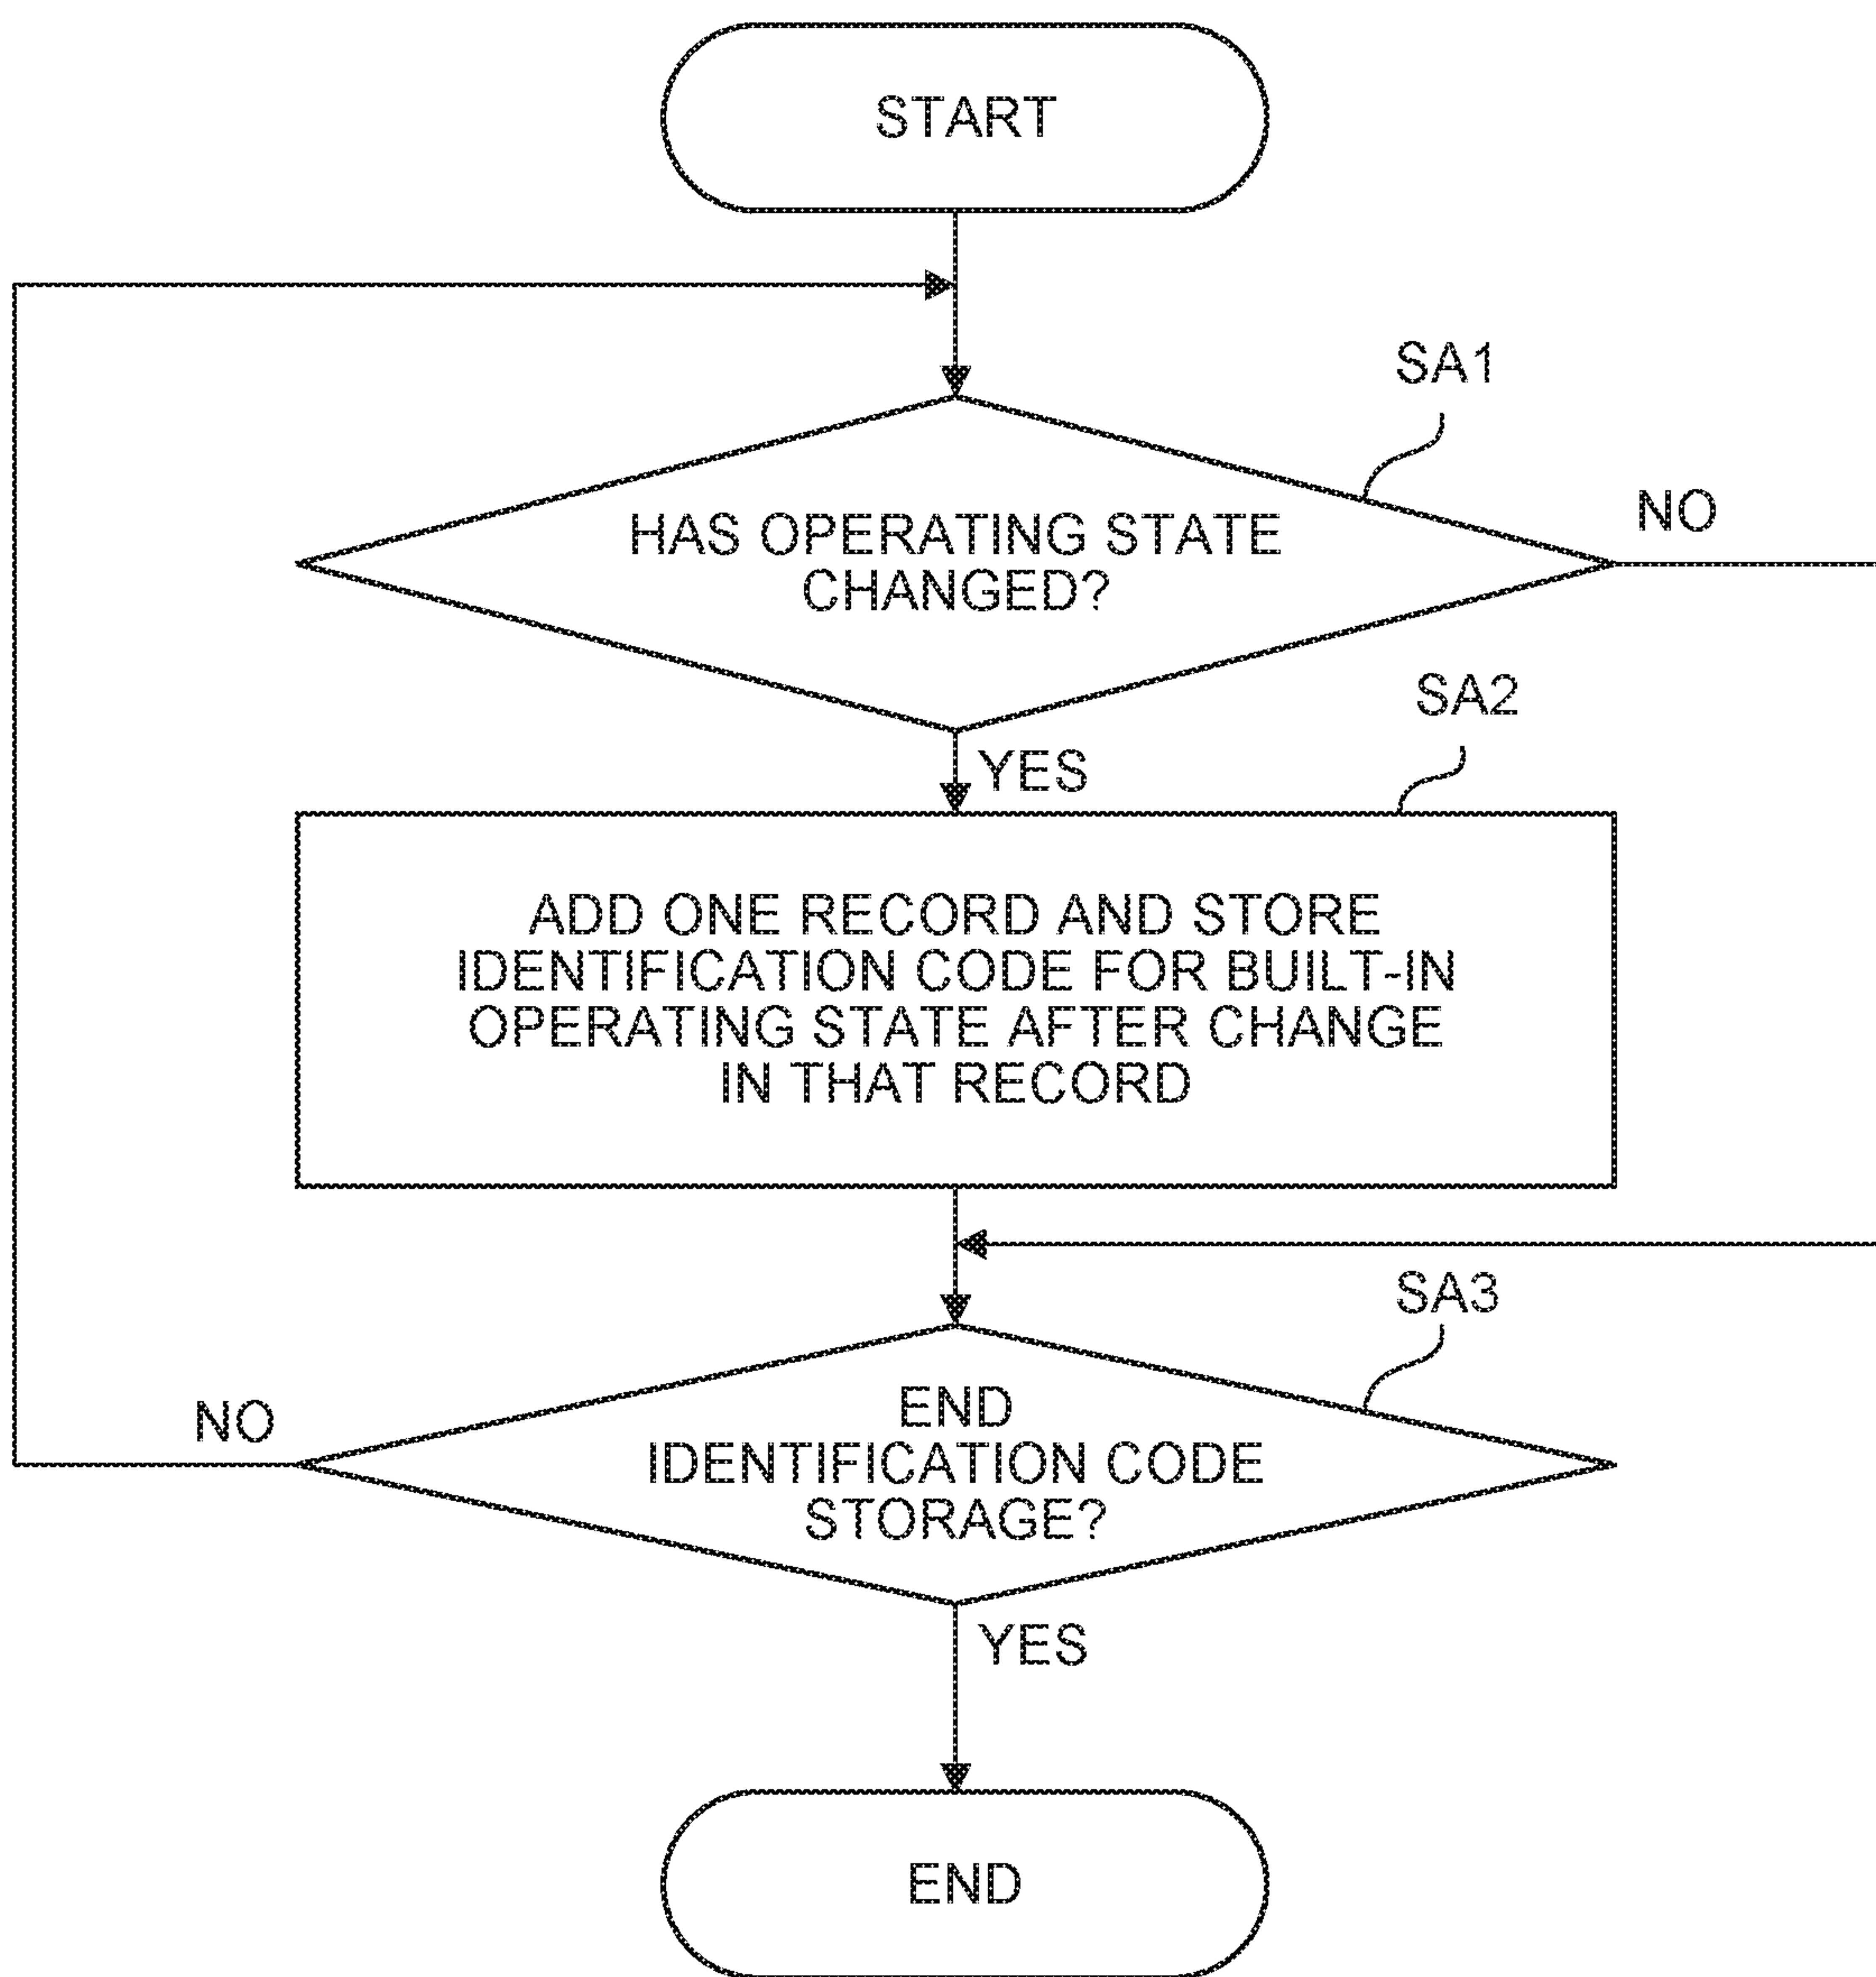 START
SA1
HAS OPERATING STATE
CHANGED?
NO
YES
SA2
ADD ONE RECORD AND STORE
IDENTIFICATION CODE FOR BUILT-IN
OPERATING STATE AFTER CHANGE
IN THAT RECORD
SA3
END
IDENTIFICATION CODE
STORAGE?
NO
YES
END